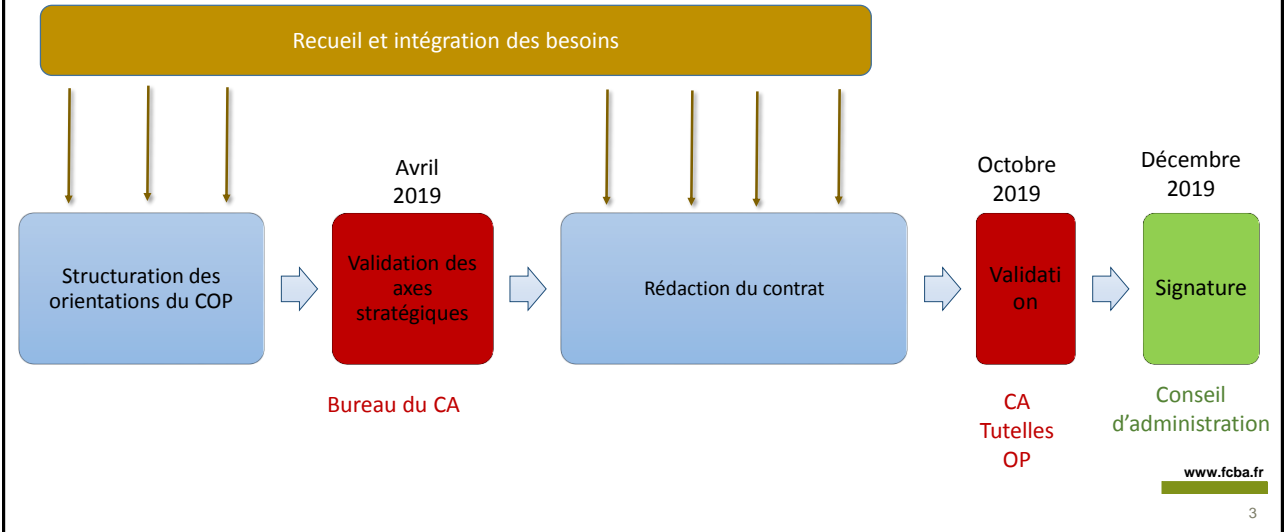 Recueil et intégration des besoins
Avril
2019
Octobre
2019
Décembre
2019
Structuration des
orientations du COP
Validation des
axes
stratégiques
Rédaction du contrat
Validati
on
Signature
Bureau du CA
CA
Tutelles
OP
Conseil
d’administration
www.fcba.fr
3